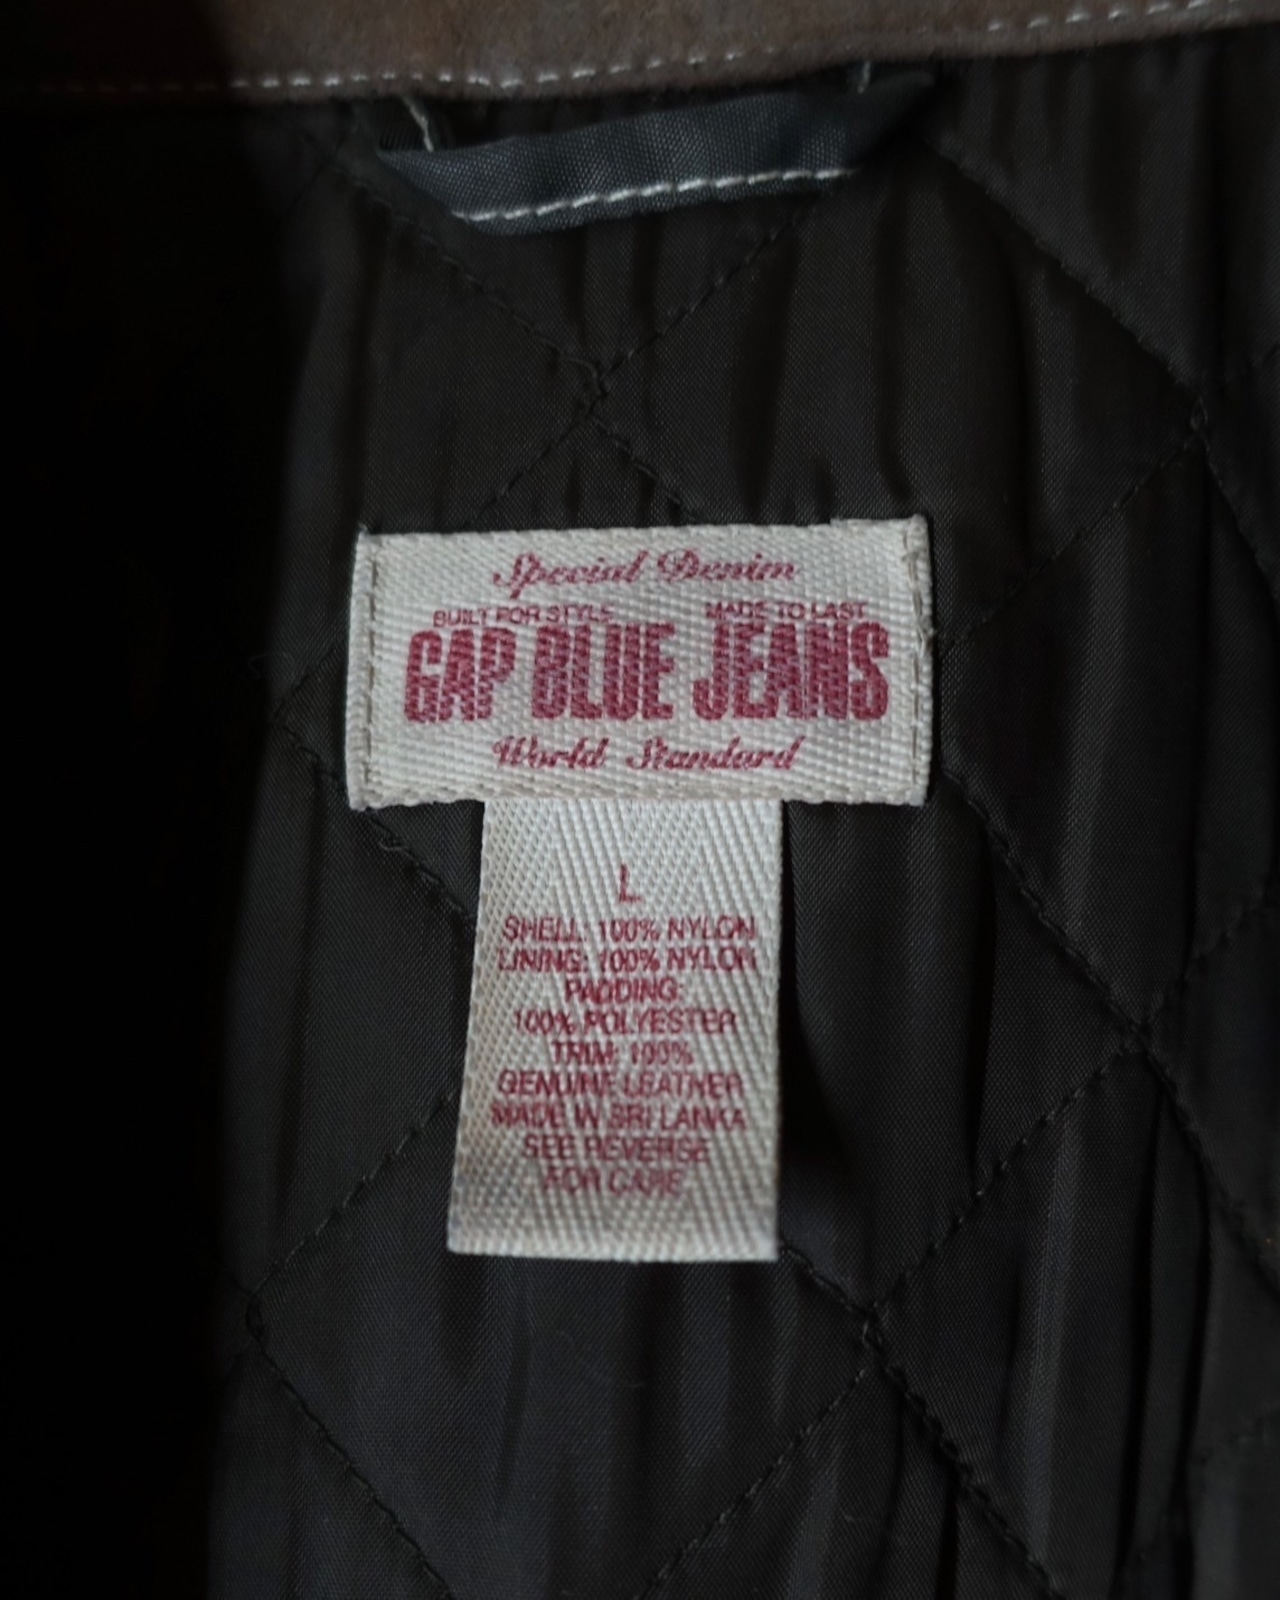 Special Denim
BUILT FOR STYLE MADE TO LAST
GAP BLUE JEANS
World Standard
L
SHELL: 100% NYLON
LINING: 100% NYLON
PADDING:
100% POLYESTER
TRIM: 100%
GENUINE LEATHER
MADE IN SRI LANKA
SEE REVERSE
FOR CARE